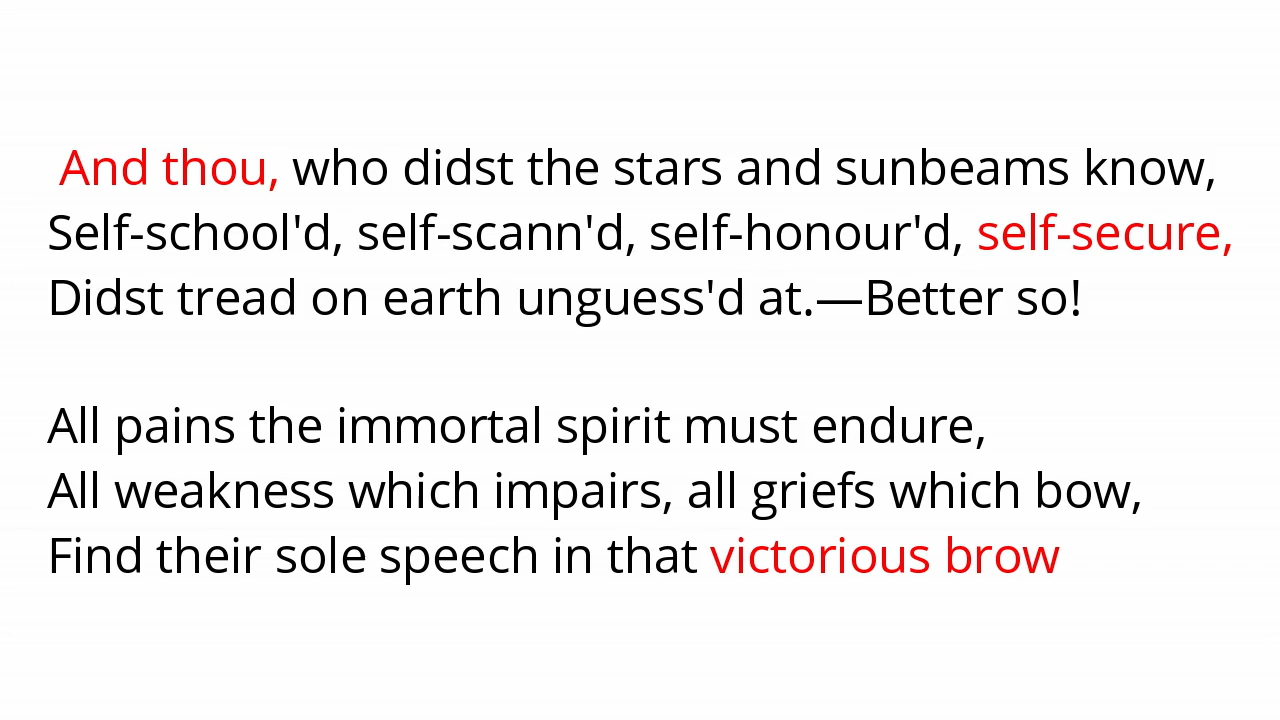 And thou, who didst the stars and sunbeams know,
Self-school'd, self-scann'd, self-honour'd, self-secure,
Didst tread on earth unguess'd at.—Better so!
All pains the immortal spirit must endure,
All weakness which impairs, all griefs which bow,
Find their sole speech in that victorious brow